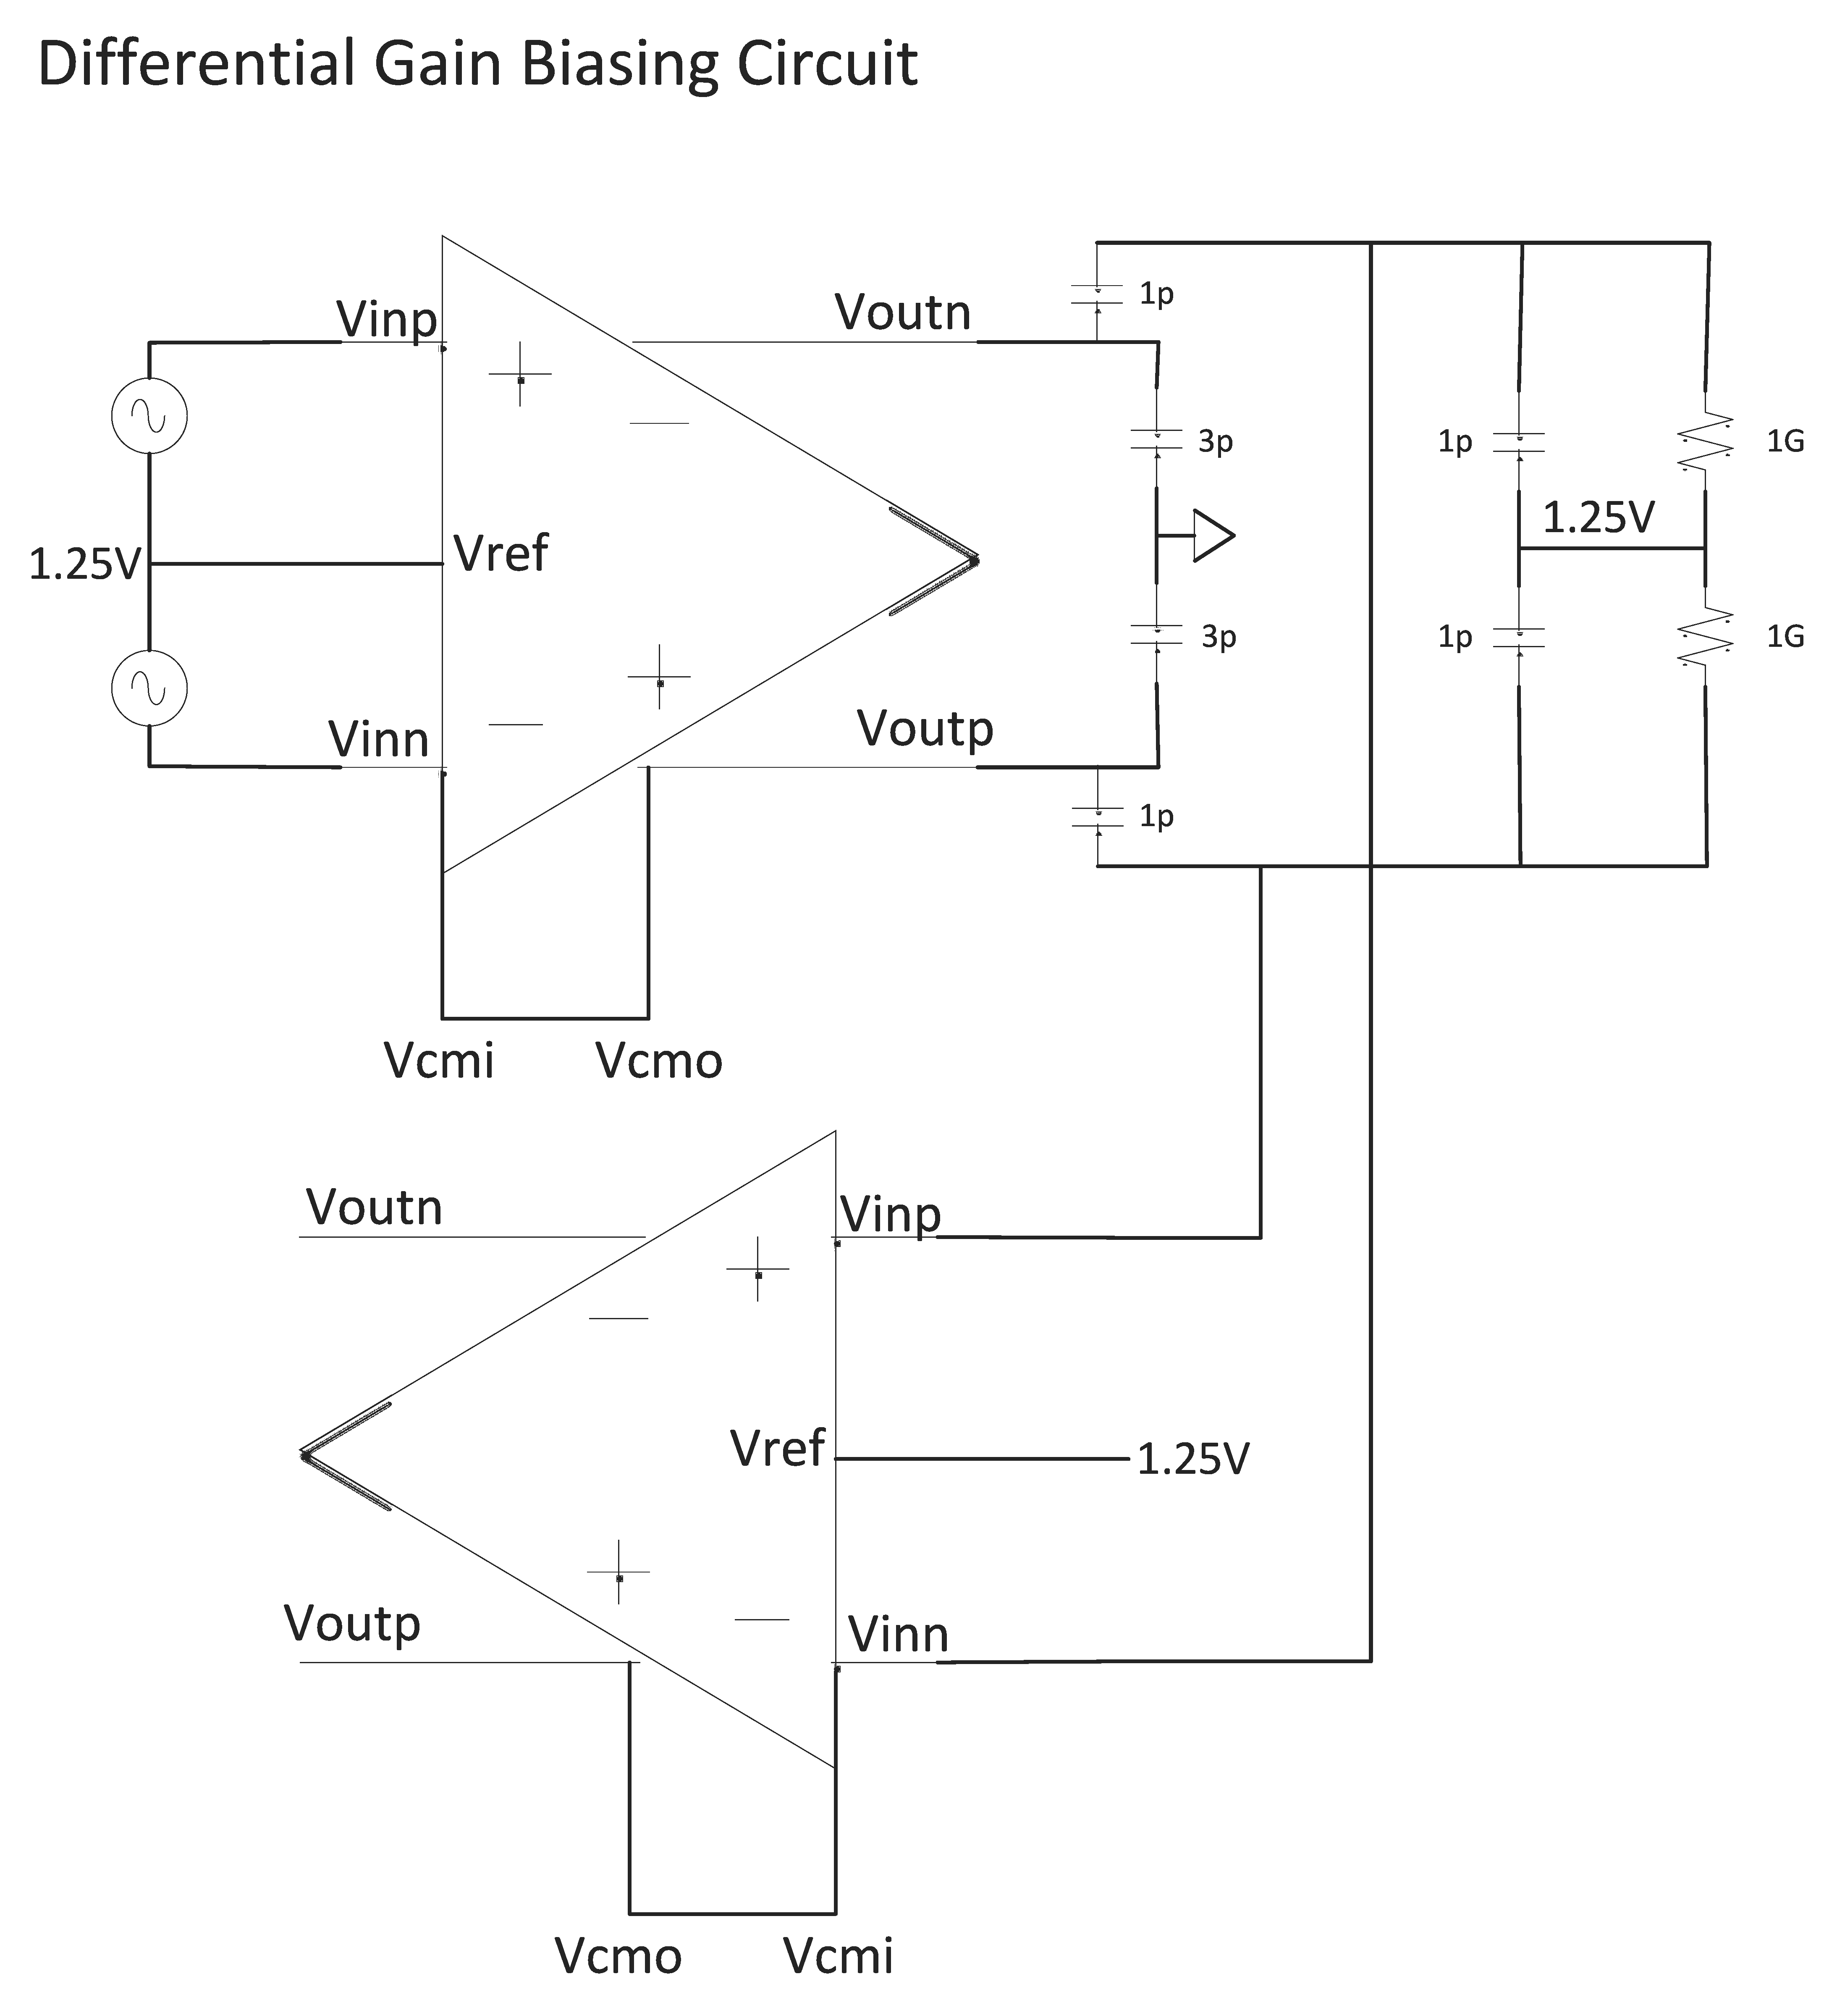 Differential Gain Biasing Circuit
1p
Vinp
Voutn
3p
1p
1G
1.25V
Vref
1.25V
3p
1p
1G
Vinn
Voutp
1p
Vcmi
Vcmo
Voutn
Vinp
Vref
1.25V
Voutp
Vinn
Vcmo
Vcmi